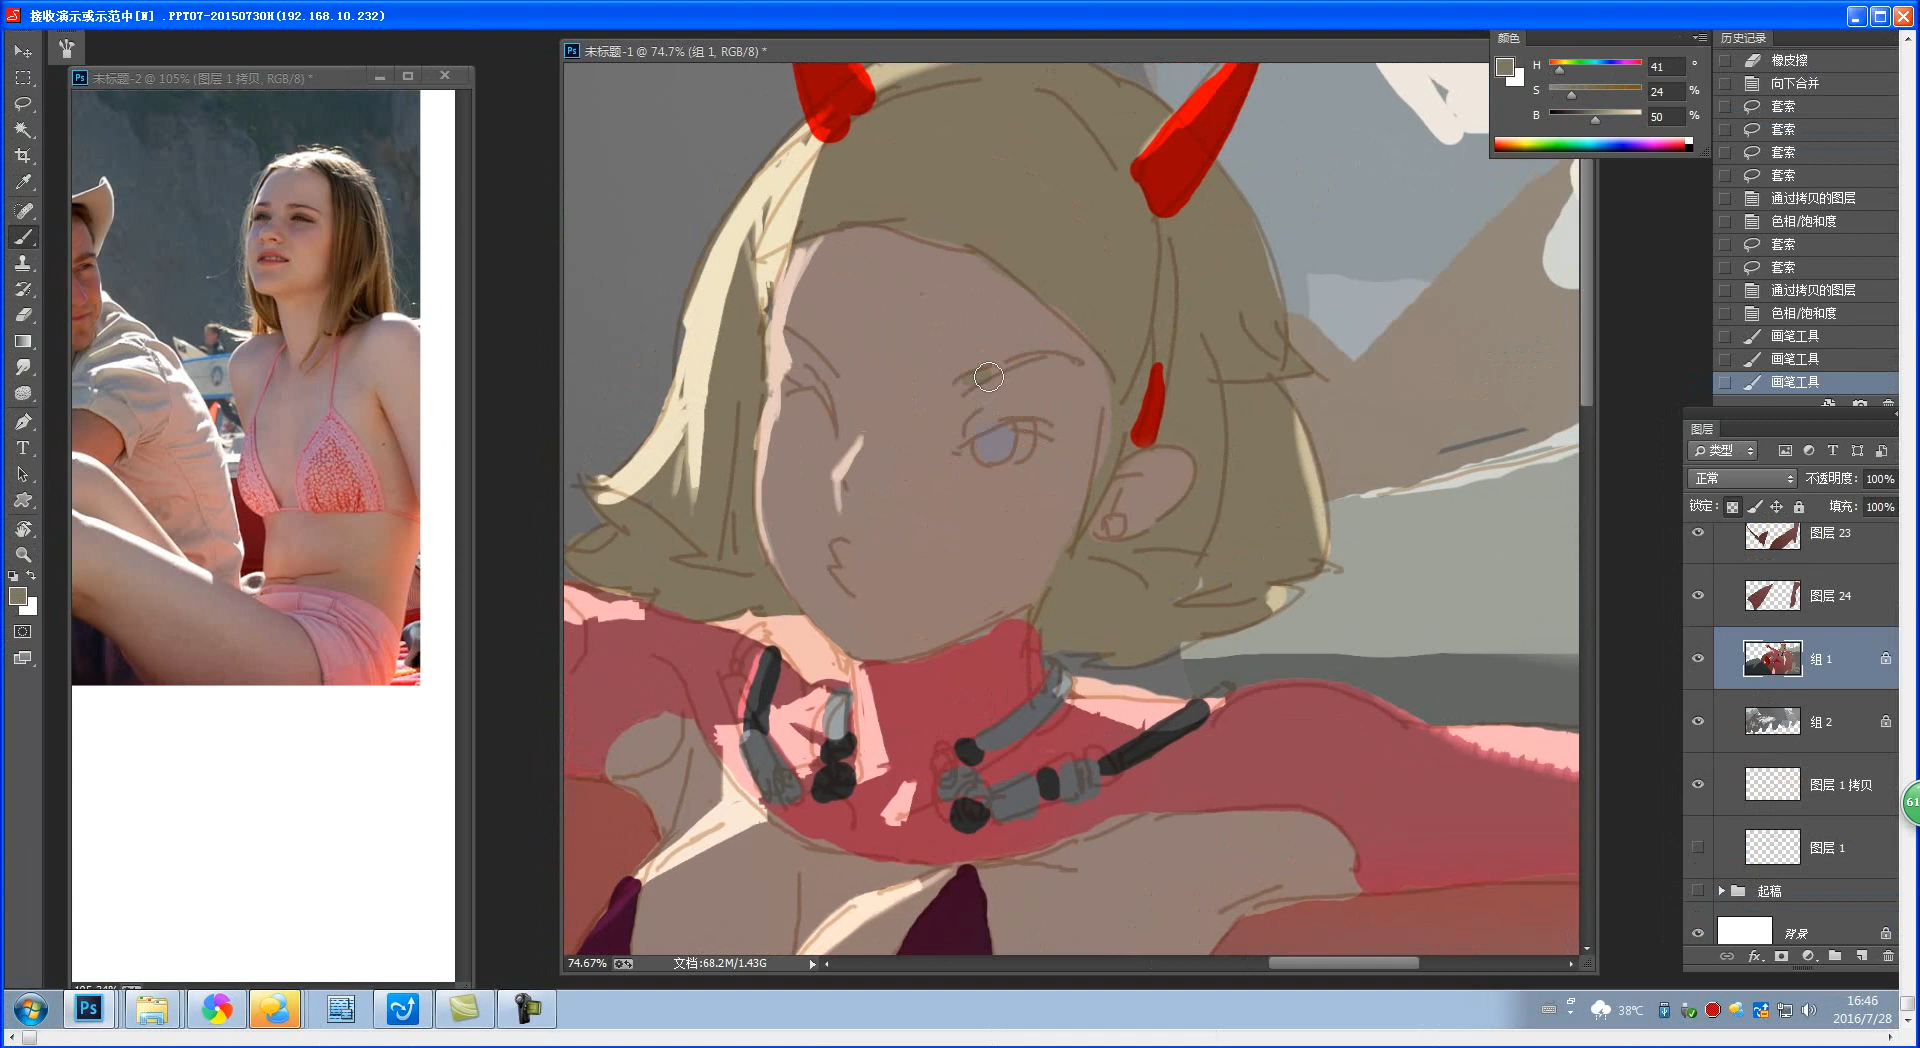 接收演示或示范中[N] .PPT07-20150730H(192.168.10.232)
未标题-2 @ 105% (图层 1 拷贝, RGB/8) *
未标题-1 @ 74.7% (组 1, RGB/8) *
颜色
H 41 °
S 24 %
B 50 %
历史记录
橡皮擦
向下合并
套索
套索
套索
套索
通过拷贝的图层
色相/饱和度
套索
套索
通过拷贝的图层
色相/饱和度
画笔工具
画笔工具
画笔工具
图层
类型
正常 不透明度: 100%
锁定: 填充: 100%
图层 23
图层 24
组 1
组 2
图层 1 拷贝
图层 1
起稿
背景
fx
74.67% 文档:68.2M/1.43G
61
Ps
38℃
16:46
2016/7/28